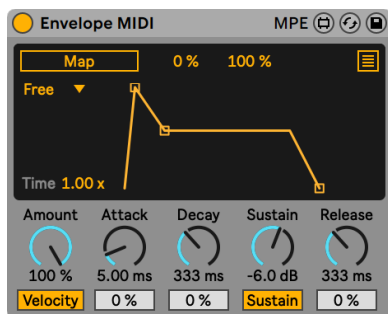 Envelope MIDI MPE
Map 0 % 100 %
Free
Time 1.00 x
Amount Attack Decay Sustain Release
100 % 5.00 ms 333 ms -6.0 dB 333 ms
Velocity 0 % 0 % Sustain 0 %